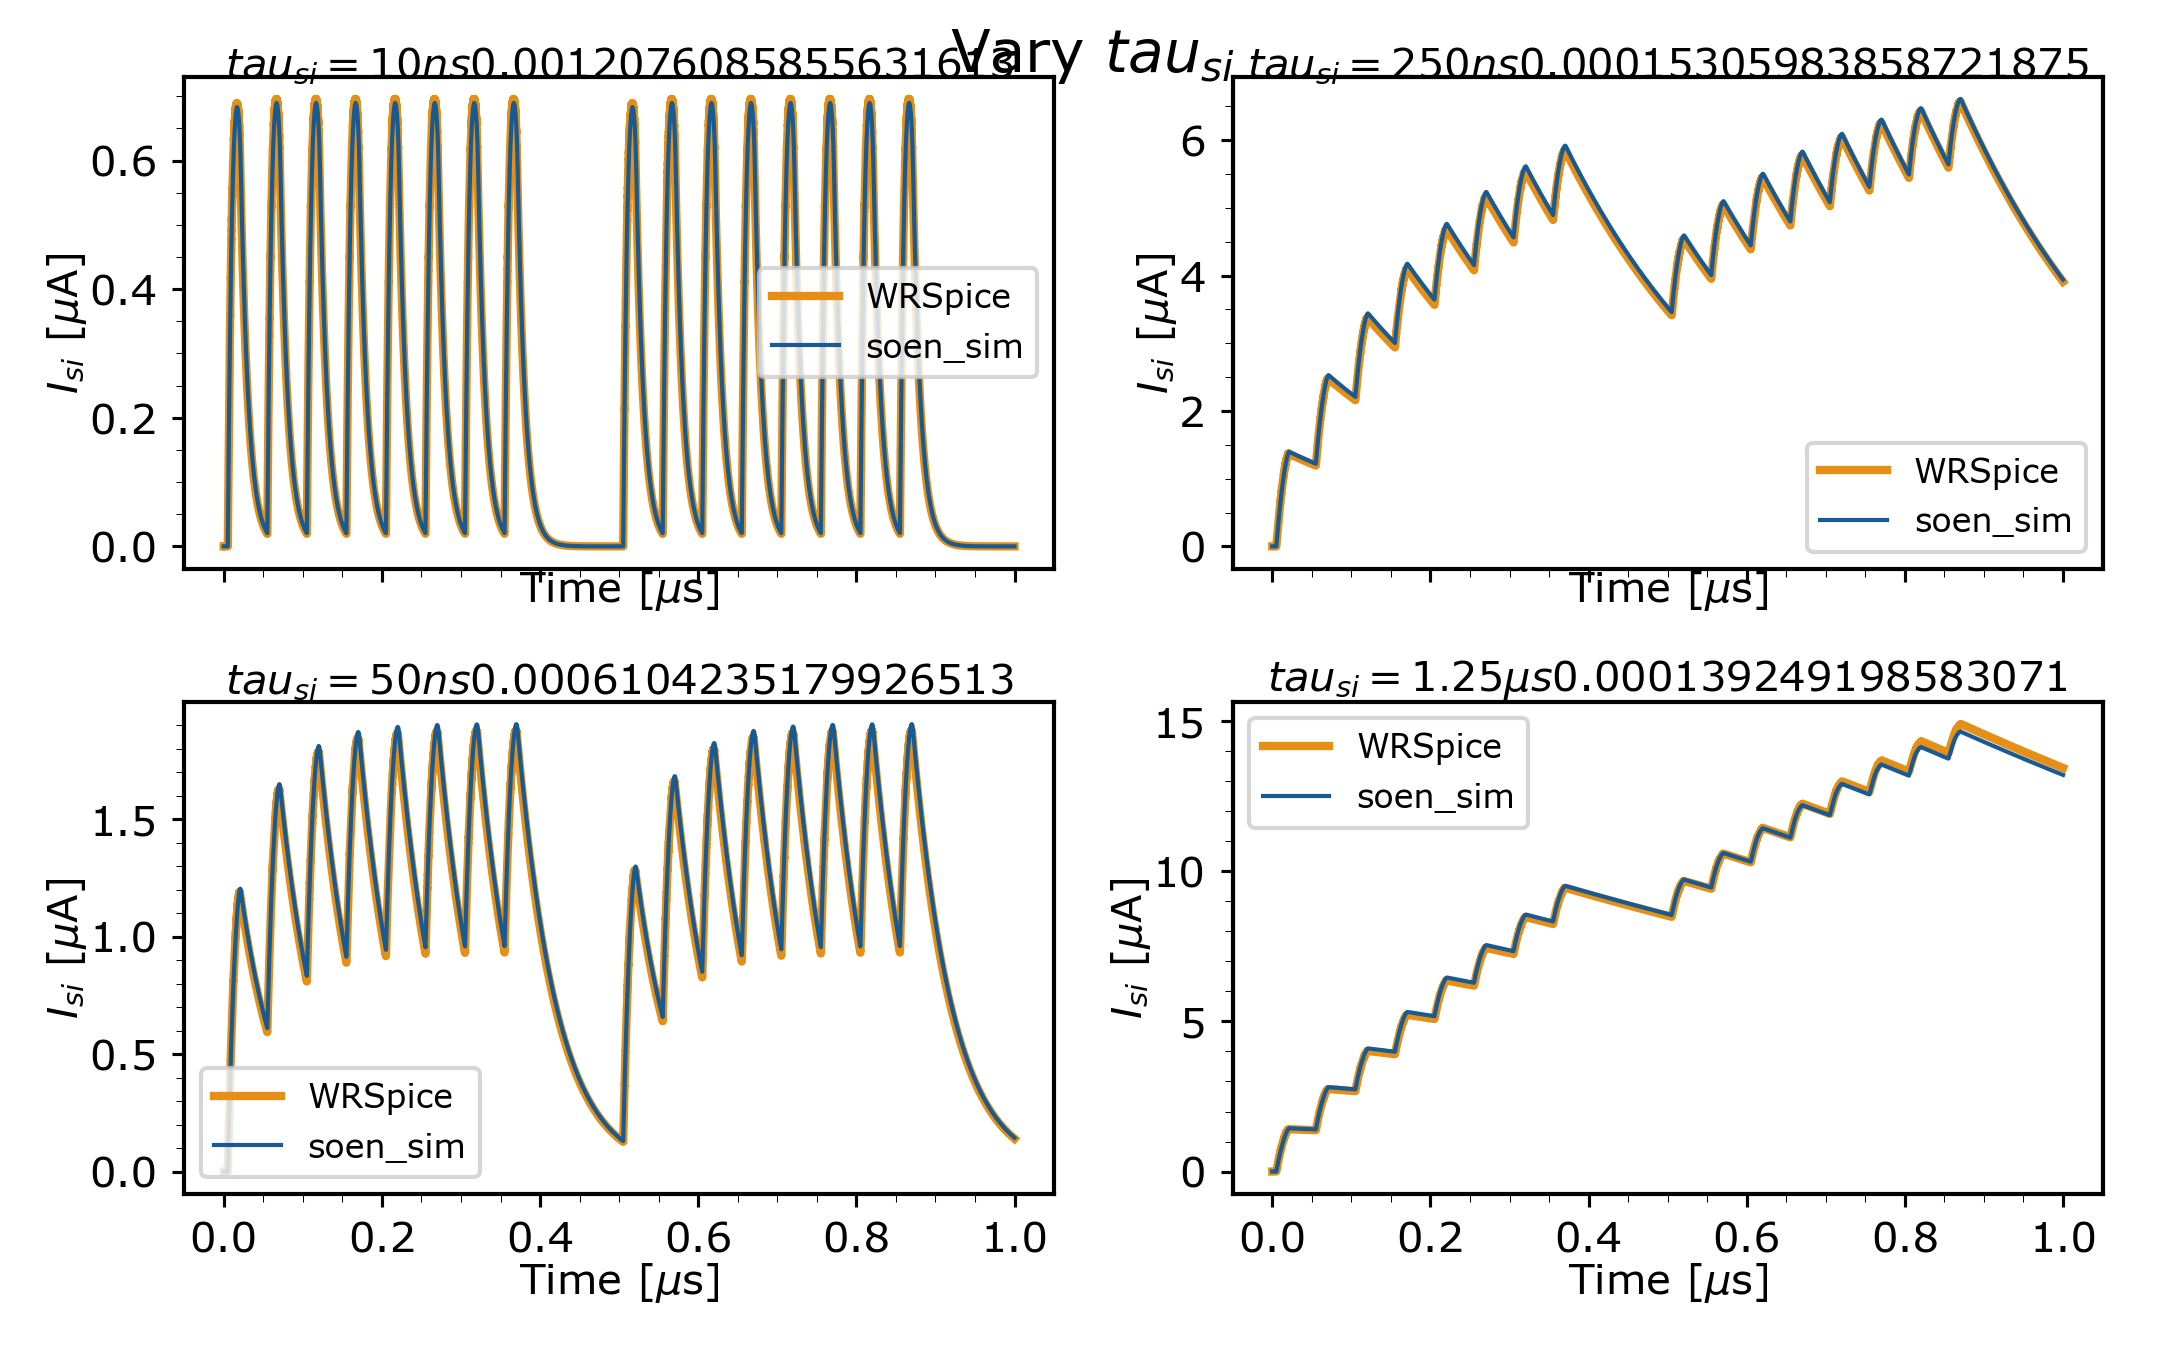 Vary tau_si
tau_si = 10ns0.0012076085855631613
0.6
0.4
0.2
0.0
I_si [μA]
WRSpice
soen_sim
Time [μs]
tau_si = 250ns0.00015305983858721875
6
4
2
0
I_si [μA]
WRSpice
soen_sim
Time [μs]
tau_si = 50ns0.0006104235179926513
1.5
1.0
0.5
0.0
I_si [μA]
WRSpice
soen_sim
0.0 0.2 0.4 0.6 0.8 1.0
Time [μs]
tau_si = 1.25μs0.000139249198583071
15
10
5
0
I_si [μA]
WRSpice
soen_sim
0.0 0.2 0.4 0.6 0.8 1.0
Time [μs]